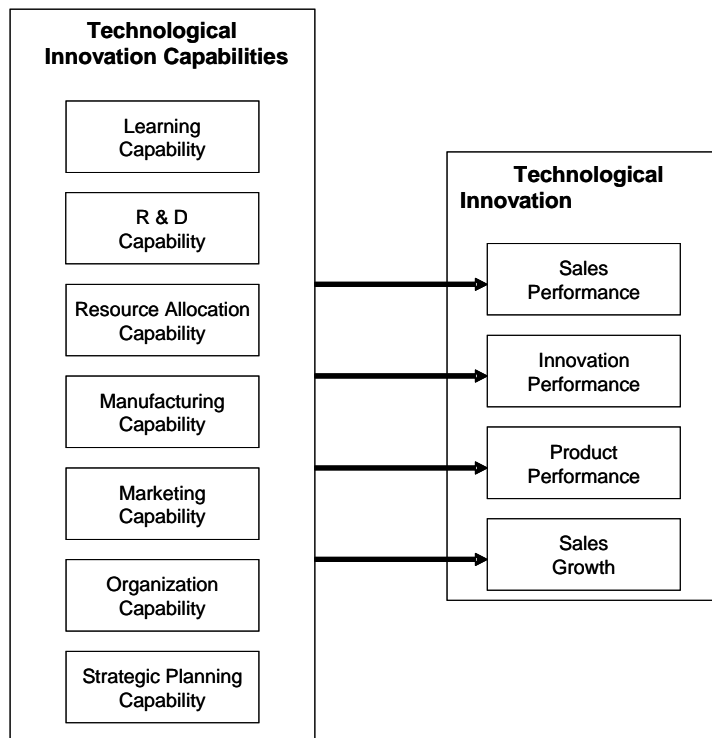 Technological
Innovation Capabilities
Learning
Capability
R & D
Capability
Resource Allocation
Capability
Manufacturing
Capability
Marketing
Capability
Organization
Capability
Strategic Planning
Capability
Technological
Innovation
Sales
Performance
Innovation
Performance
Product
Performance
Sales
Growth